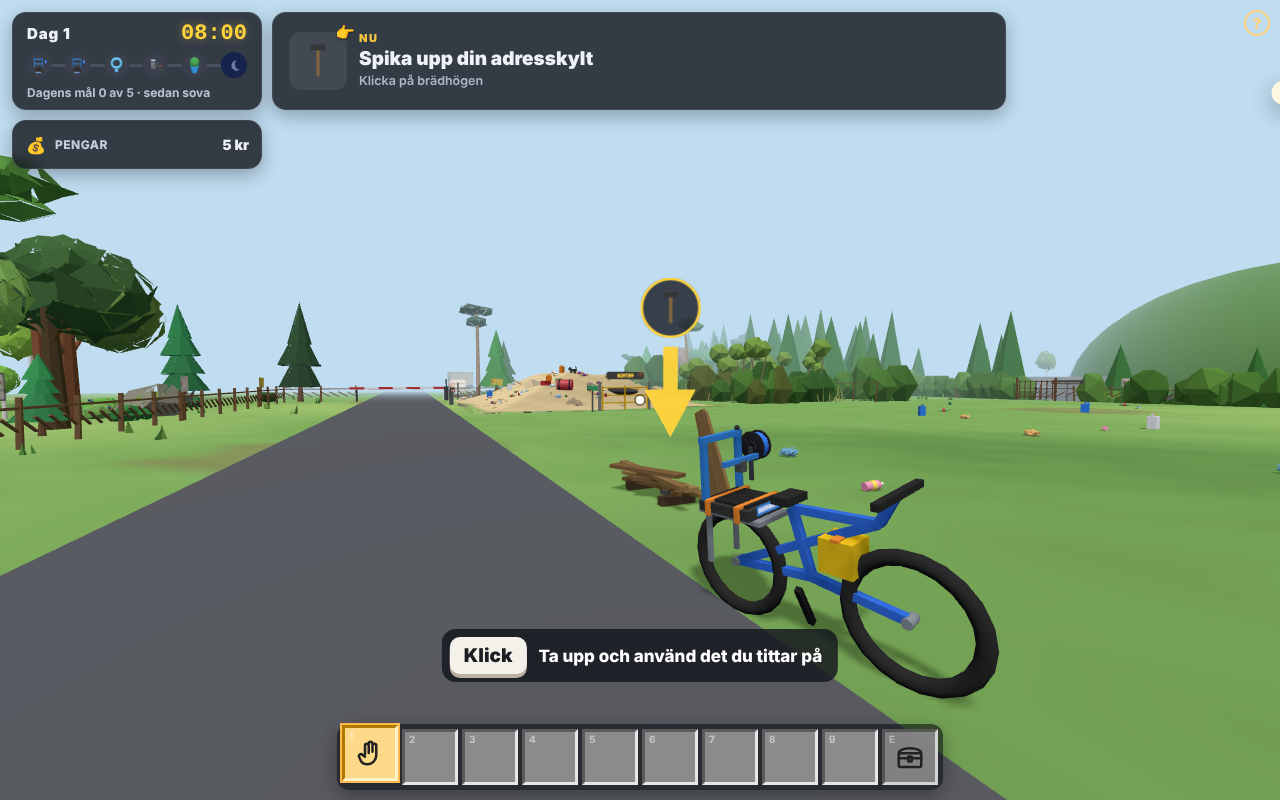 Dag 1
08:00
Dagens mål 0 av 5 · sedan sova
PENGAR
5 kr
NU
Spika upp din adresskylt
Klicka på brädhögen
Klick
Ta upp och använd det du tittar på
1
2
3
4
5
6
7
8
9
E